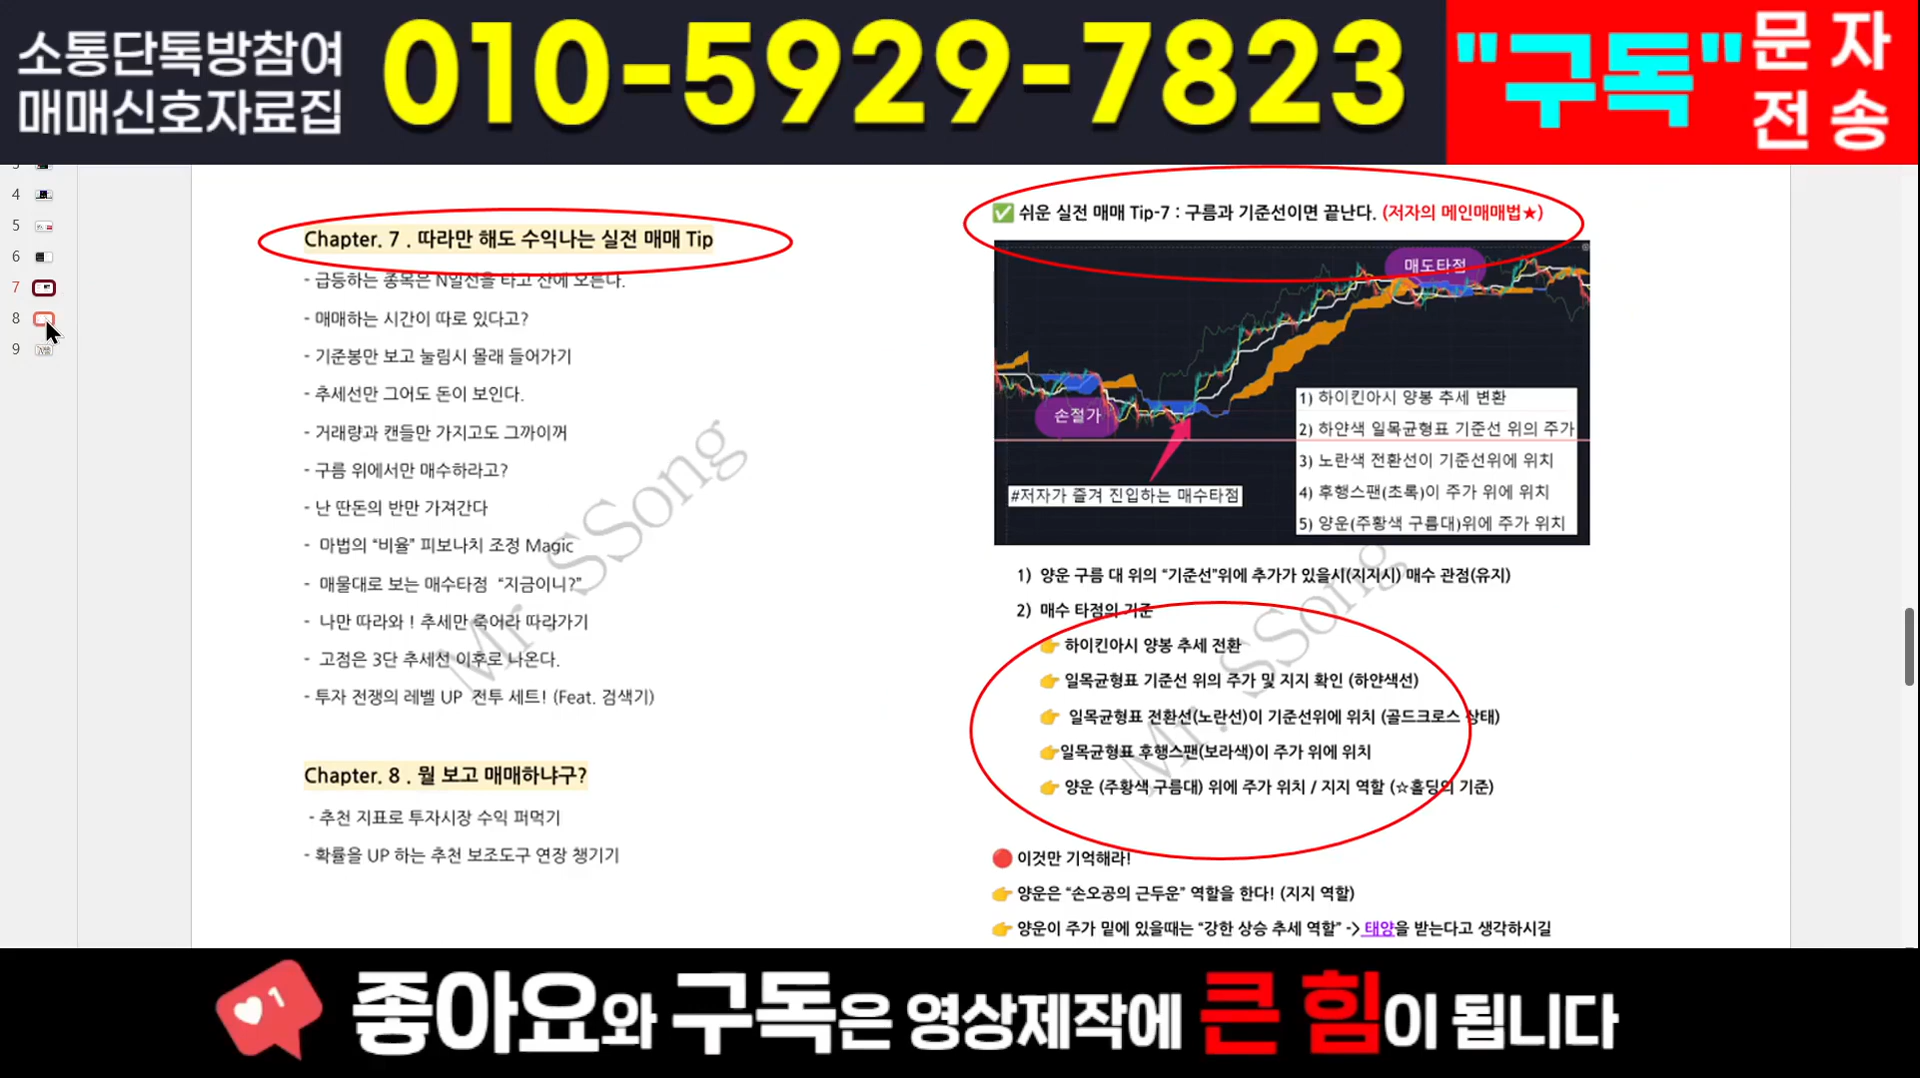 소통단톡방참여
매매신호자료집
010-5929-7823
"구독"
문자
전송
4
5
6
7
8
9
Chapter. 7 . 따라만 해도 수익나는 실전 매매 Tip
- 급등하는 종목은 N일선을 타고 산에 오른다.
- 매매하는 시간이 따로 있다고?
- 기준봉만 보고 눌림시 몰래 들어가기
- 추세선만 그어도 돈이 보인다.
- 거래량과 캔들만 가지고도 그까이꺼
- 구름 위에서만 매수하라고?
- 난 딴돈의 반만 가져간다
- 마법의 “비율” 피보나치 조정 Magic
- 매물대로 보는 매수타점 “지금이니?”
- 나만 따라와 ! 추세만 죽어라 따라가기
- 고점은 3단 추세선 이후로 나온다.
- 투자 전쟁의 레벨 UP 전투 세트! (Feat. 검색기)
Chapter. 8 . 뭘 보고 매매하냐구?
- 추천 지표로 투자시장 수익 퍼먹기
- 확률을 UP 하는 추천 보조도구 연장 챙기기
Mr. SSong
✅ 쉬운 실전 매매 Tip-7 : 구름과 기준선이면 끝난다. (저자의 메인매매법★)
매도타점
손절가
#저자가 즐겨 진입하는 매수타점
1) 하이킨아시 양봉 추세 변환
2) 하얀색 일목균형표 기준선 위의 주가
3) 노란색 전환선이 기준선위에 위치
4) 후행스팬(초록)이 주가 위에 위치
5) 양운(주황색 구름대)위에 주가 위치
1) 양운 구름 대 위의 “기준선”위에 추가가 있을시(지지시) 매수 관점(유지)
2) 매수 타점의 기준
👉 하이킨아시 양봉 추세 전환
👉 일목균형표 기준선 위의 주가 및 지지 확인 (하얀색선)
👉 일목균형표 전환선(노란선)이 기준선위에 위치 (골드크로스 상태)
👉일목균형표 후행스팬(보라색)이 주가 위에 위치
👉 양운 (주황색 구름대) 위에 주가 위치 / 지지 역할 (☆홀딩의 기준)
Mr. SSong
🔴 이것만 기억해라!
👉 양운은 “손오공의 근두운” 역할을 한다! (지지 역할)
👉 양운이 주가 밑에 있을때는 “강한 상승 추세 역할” -> 태양을 받는다고 생각하시길
1
좋아요와 구독은 영상제작에 큰 힘이 됩니다